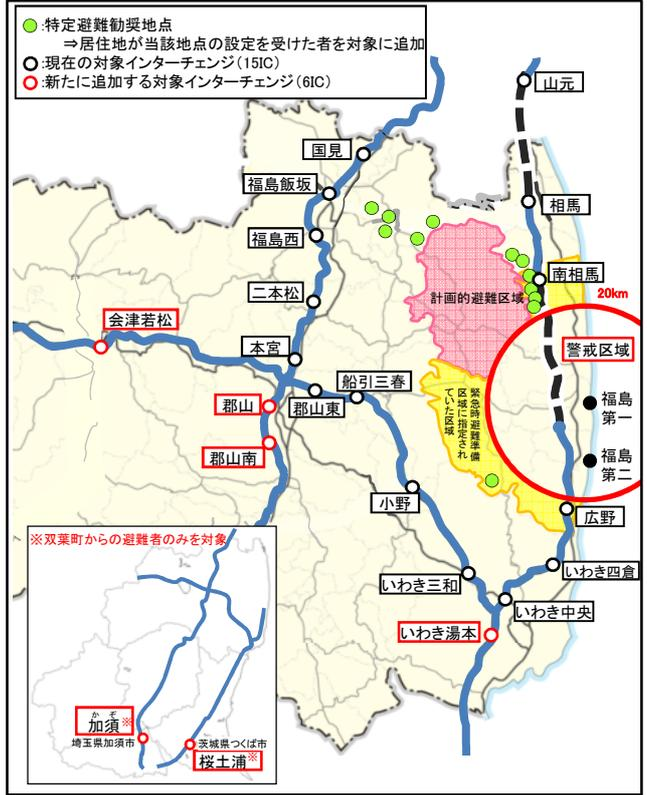 :特定避難勧奨地点
⇒居住地が当該地点の設定を受けた者を対象に追加
:現在の対象インターチェンジ(15IC)
:新たに追加する対象インターチェンジ(6IC)
山元
国見
福島飯坂
相馬
福島西
南相馬
計画的避難区域
20km
二本松
会津若松
警戒区域
本宮
船引三春
郡山
郡山東
福島
第一
緊急時避難準備
区域に指定され
ていた区域
郡山南
福島
第二
小野
広野
※双葉町からの避難者のみを対象
いわき四倉
いわき三和
いわき中央
いわき湯本
かぞ
加須※
埼玉県加須市
茨城県つくば市
桜土浦※